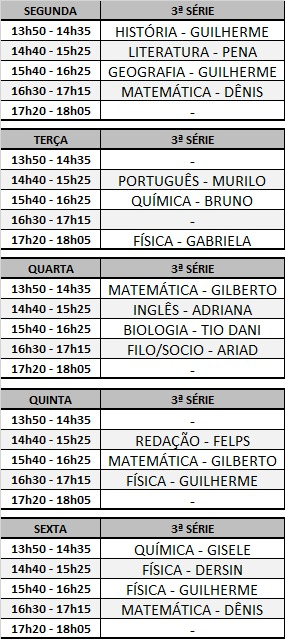 SEGUNDA 3ª SÉRIE
13h50 - 14h35 HISTÓRIA - GUILHERME
14h40 - 15h25 LITERATURA - PENA
15h40 - 16h25 GEOGRAFIA - GUILHERME
16h30 - 17h15 MATEMÁTICA - DÊNIS
17h20 - 18h05 -
TERÇA 3ª SÉRIE
13h50 - 14h35 -
14h40 - 15h25 PORTUGUÊS - MURILO
15h40 - 16h25 QUÍMICA - BRUNO
16h30 - 17h15 -
17h20 - 18h05 FÍSICA - GABRIELA
QUARTA 3ª SÉRIE
13h50 - 14h35 MATEMÁTICA - GILBERTO
14h40 - 15h25 INGLÊS - ADRIANA
15h40 - 16h25 BIOLOGIA - TIO DANI
16h30 - 17h15 FILO/SOCIO - ARIAD
17h20 - 18h05 -
QUINTA 3ª SÉRIE
13h50 - 14h35 -
14h40 - 15h25 REDAÇÃO - FELPS
15h40 - 16h25 MATEMÁTICA - GILBERTO
16h30 - 17h15 FÍSICA - GUILHERME
17h20 - 18h05 -
SEXTA 3ª SÉRIE
13h50 - 14h35 QUÍMICA - GISELE
14h40 - 15h25 FÍSICA - DERSIN
15h40 - 16h25 FÍSICA - GUILHERME
16h30 - 17h15 MATEMÁTICA - DÊNIS
17h20 - 18h05 -